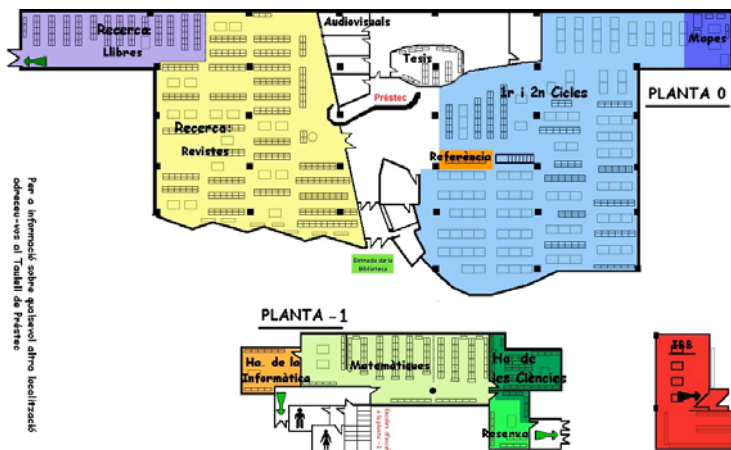 Recerca:
Llibres
Audiovisuals
Tesis
Préstec
Mapes
PLANTA 0
1r i 2n Cicles
Recerca:
Revistes
Referència
Entrada de la
Biblioteca
Per a informació sobre qualsevol altra localització
adreceu-vos al Taulell de Préstec
PLANTA -1
Ha. de la
Informàtica
Matemàtiques
Ha. de
les Ciències
Reserva
IBB